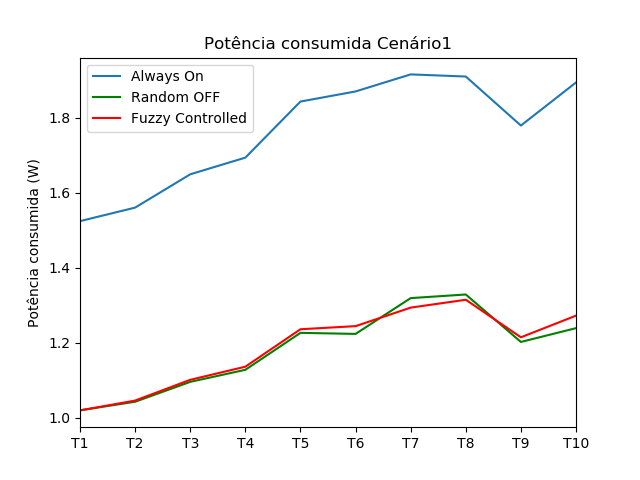 Potência consumida Cenário1
Always On
Random OFF
Fuzzy Controlled
Potência consumida (W)
1.8
1.6
1.4
1.2
1.0
T1 T2 T3 T4 T5 T6 T7 T8 T9 T10